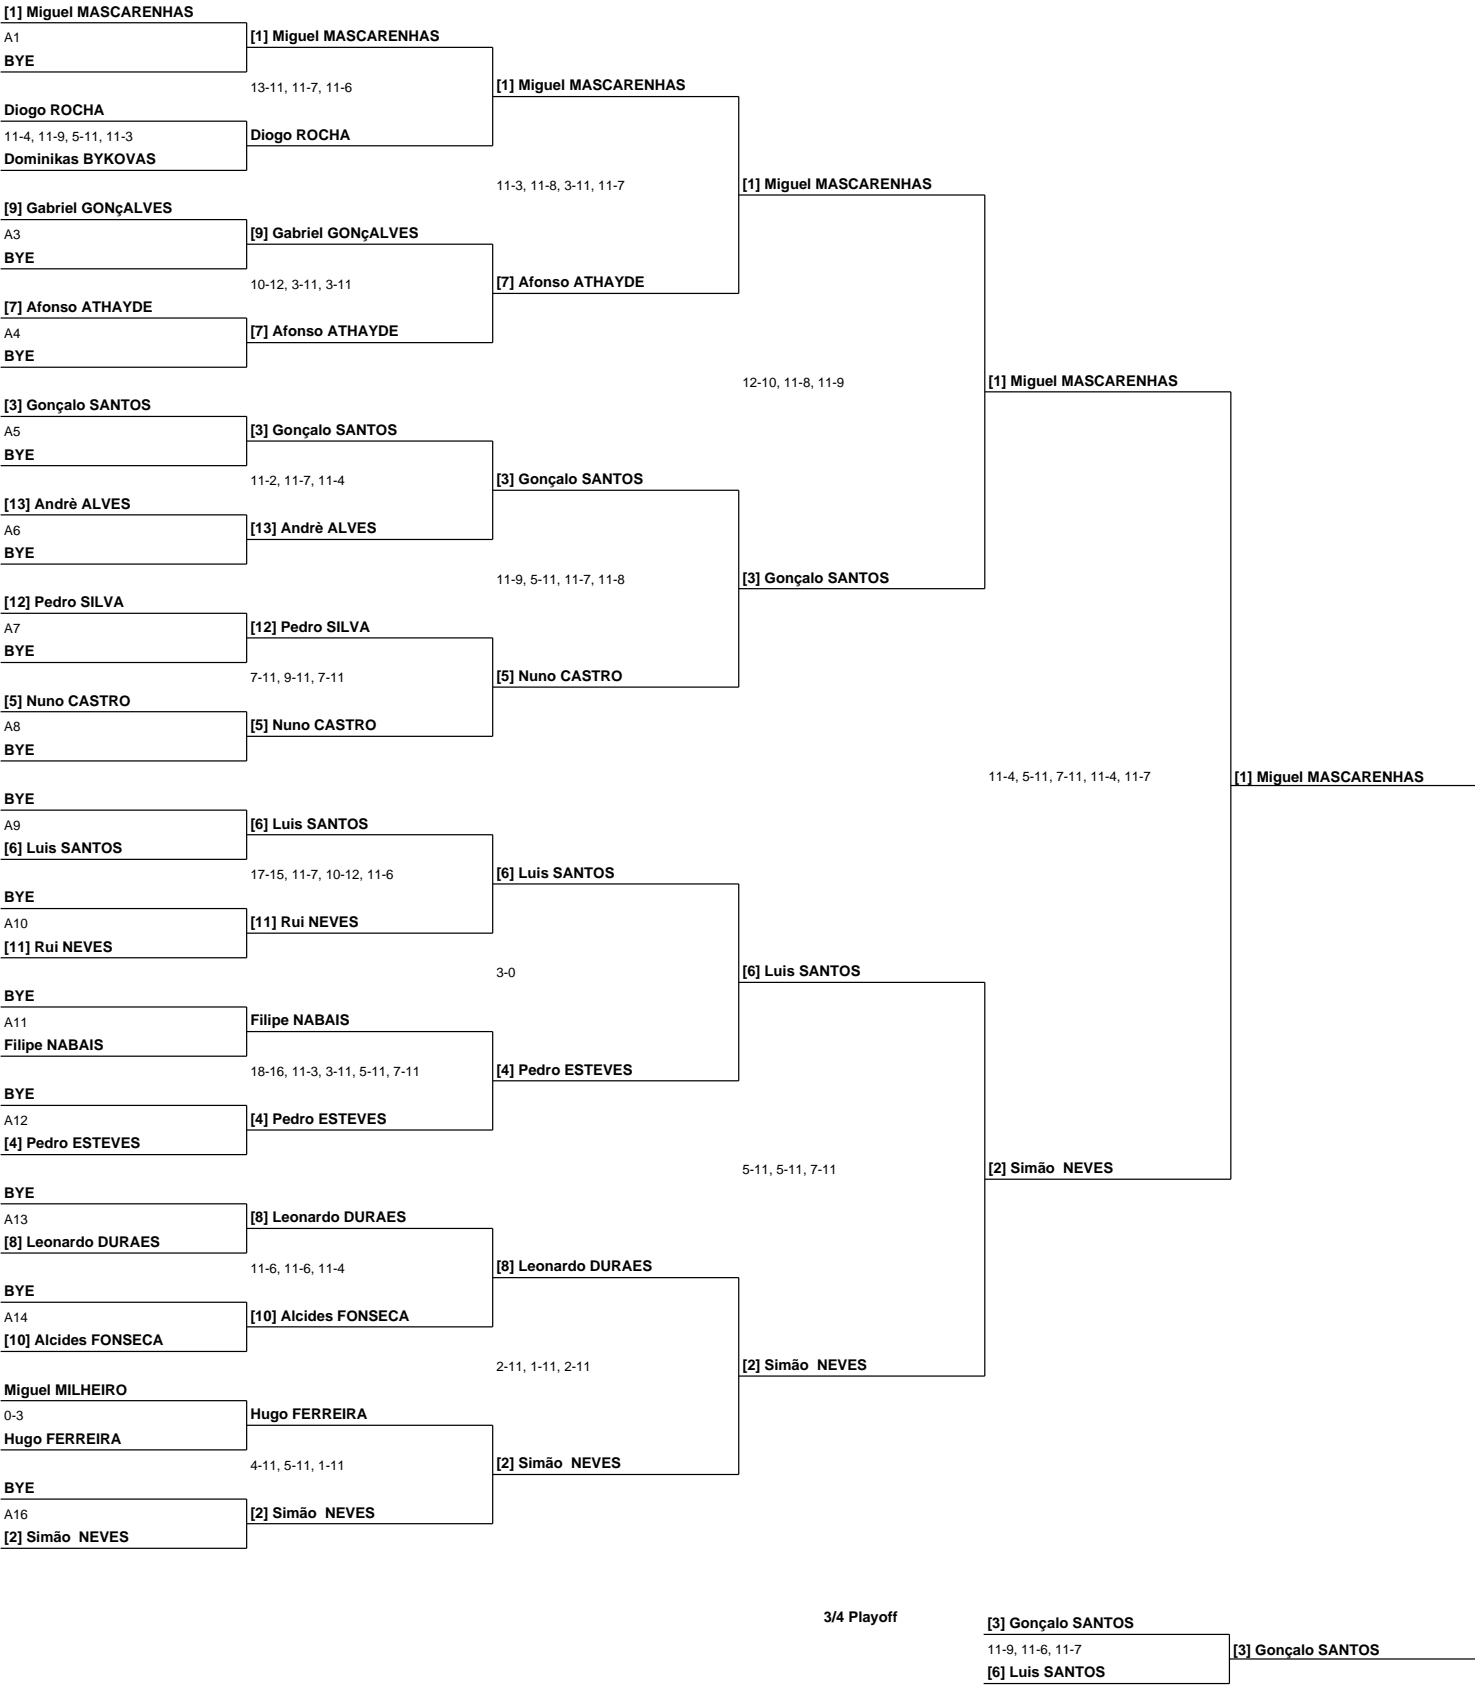 [1] Miguel MASCARENHAS
A1
BYE
Diogo ROCHA
11-4, 11-9, 5-11, 11-3
Dominikas BYKOVAS
[9] Gabriel GONçALVES
A3
BYE
[7] Afonso ATHAYDE
A4
BYE
[3] Gonçalo SANTOS
A5
BYE
[13] Andrè ALVES
A6
BYE
[12] Pedro SILVA
A7
BYE
[5] Nuno CASTRO
A8
BYE
BYE
A9
[6] Luis SANTOS
BYE
A10
[11] Rui NEVES
BYE
A11
Filipe NABAIS
BYE
A12
[4] Pedro ESTEVES
BYE
A13
[8] Leonardo DURAES
BYE
A14
[10] Alcides FONSECA
Miguel MILHEIRO
0-3
Hugo FERREIRA
BYE
A16
[2] Simão  NEVES
[1] Miguel MASCARENHAS
13-11, 11-7, 11-6
Diogo ROCHA
[9] Gabriel GONçALVES
10-12, 3-11, 3-11
[7] Afonso ATHAYDE
[3] Gonçalo SANTOS
11-2, 11-7, 11-4
[13] Andrè ALVES
[12] Pedro SILVA
7-11, 9-11, 7-11
[5] Nuno CASTRO
[6] Luis SANTOS
17-15, 11-7, 10-12, 11-6
[11] Rui NEVES
Filipe NABAIS
18-16, 11-3, 3-11, 5-11, 7-11
[4] Pedro ESTEVES
[8] Leonardo DURAES
11-6, 11-6, 11-4
[10] Alcides FONSECA
Hugo FERREIRA
4-11, 5-11, 1-11
[2] Simão  NEVES
[1] Miguel MASCARENHAS
11-3, 11-8, 3-11, 11-7
[7] Afonso ATHAYDE
[3] Gonçalo SANTOS
11-9, 5-11, 11-7, 11-8
[5] Nuno CASTRO
[6] Luis SANTOS
3-0
[4] Pedro ESTEVES
[8] Leonardo DURAES
2-11, 1-11, 2-11
[2] Simão  NEVES
[1] Miguel MASCARENHAS
12-10, 11-8, 11-9
[3] Gonçalo SANTOS
[6] Luis SANTOS
5-11, 5-11, 7-11
[2] Simão  NEVES
[1] Miguel MASCARENHAS
11-4, 5-11, 7-11, 11-4, 11-7
[2] Simão  NEVES
[1] Miguel MASCARENHAS
3/4 Playoff
[3] Gonçalo SANTOS
11-9, 11-6, 11-7
[6] Luis SANTOS
[3] Gonçalo SANTOS